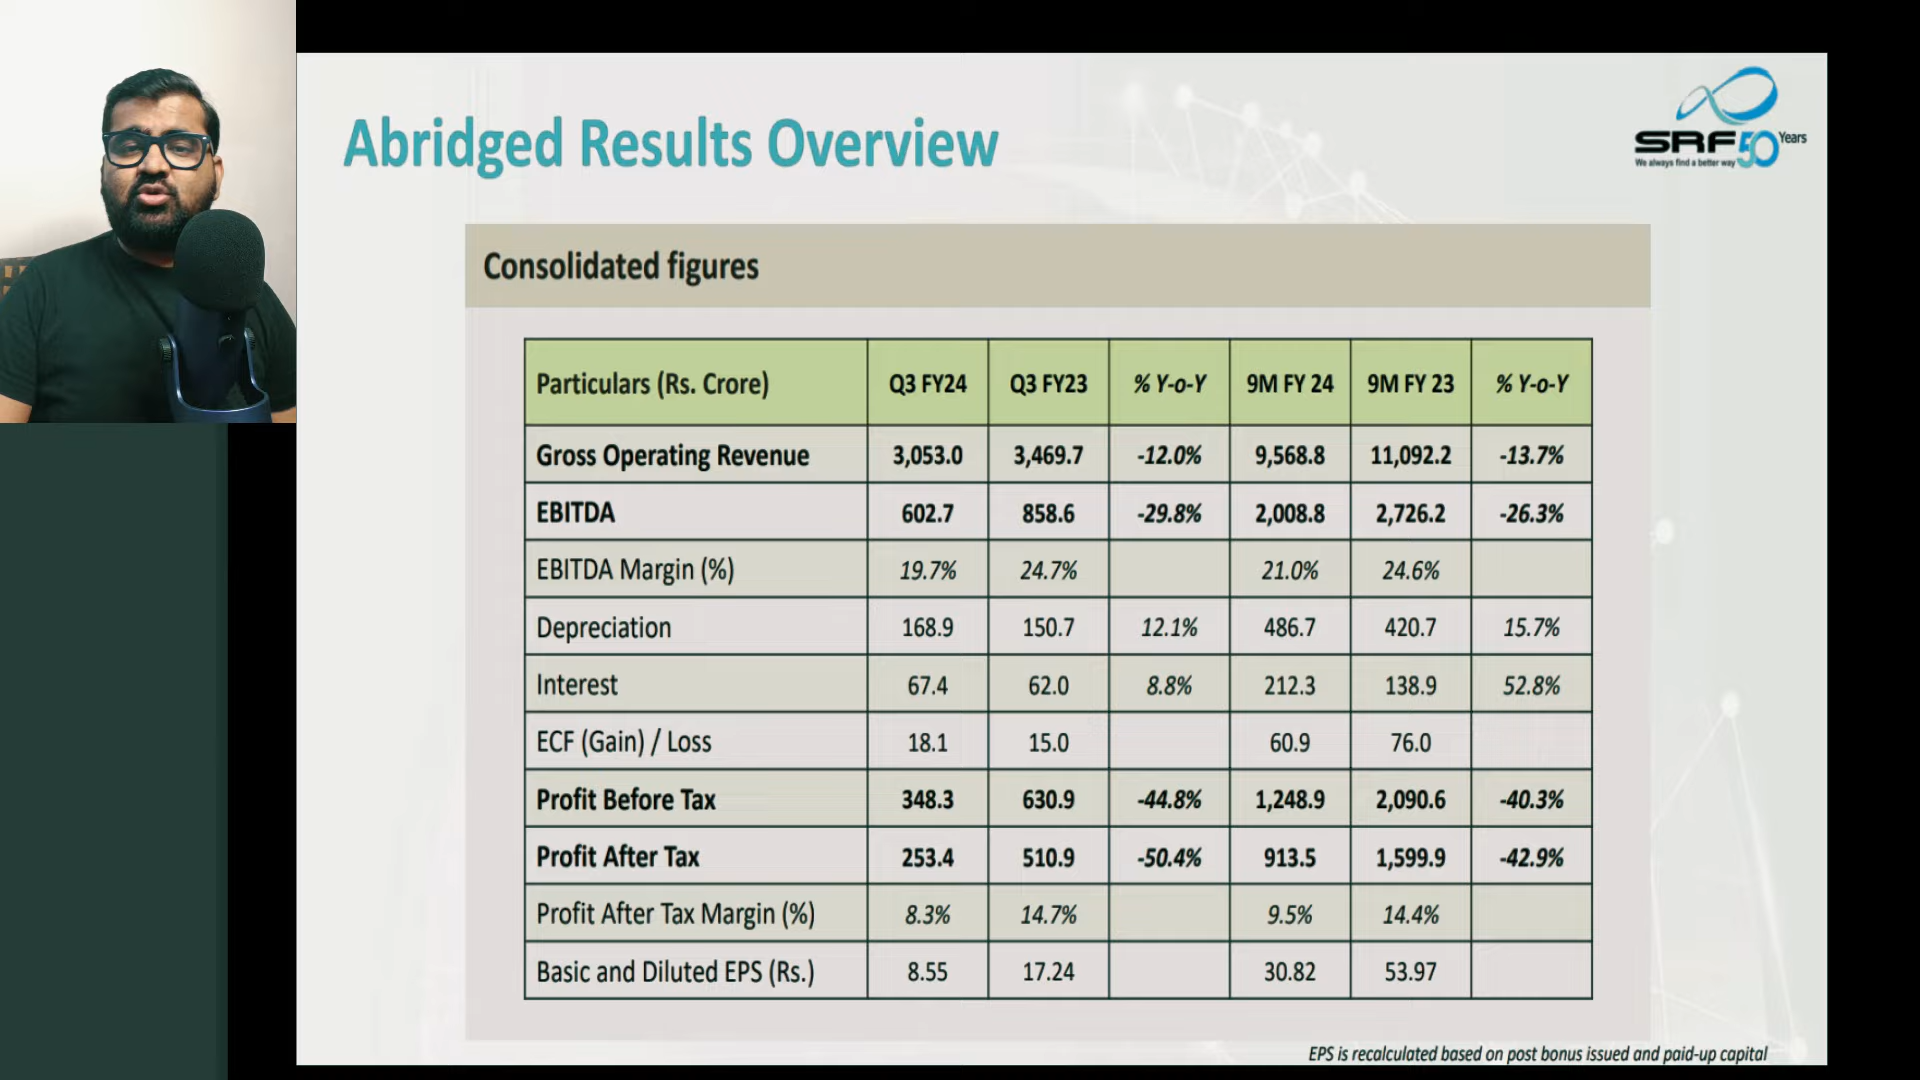 Abridged Results Overview
SRF 50 Years
We always find a better way
Consolidated figures
Particulars (Rs. Crore) Q3 FY24 Q3 FY23 % Y-o-Y 9M FY 24 9M FY 23 % Y-o-Y
Gross Operating Revenue 3,053.0 3,469.7 -12.0% 9,568.8 11,092.2 -13.7%
EBITDA 602.7 858.6 -29.8% 2,008.8 2,726.2 -26.3%
EBITDA Margin (%) 19.7% 24.7% 21.0% 24.6%
Depreciation 168.9 150.7 12.1% 486.7 420.7 15.7%
Interest 67.4 62.0 8.8% 212.3 138.9 52.8%
ECF (Gain) / Loss 18.1 15.0 60.9 76.0
Profit Before Tax 348.3 630.9 -44.8% 1,248.9 2,090.6 -40.3%
Profit After Tax 253.4 510.9 -50.4% 913.5 1,599.9 -42.9%
Profit After Tax Margin (%) 8.3% 14.7% 9.5% 14.4%
Basic and Diluted EPS (Rs.) 8.55 17.24 30.82 53.97
EPS is recalculated based on post bonus issued and paid-up capital